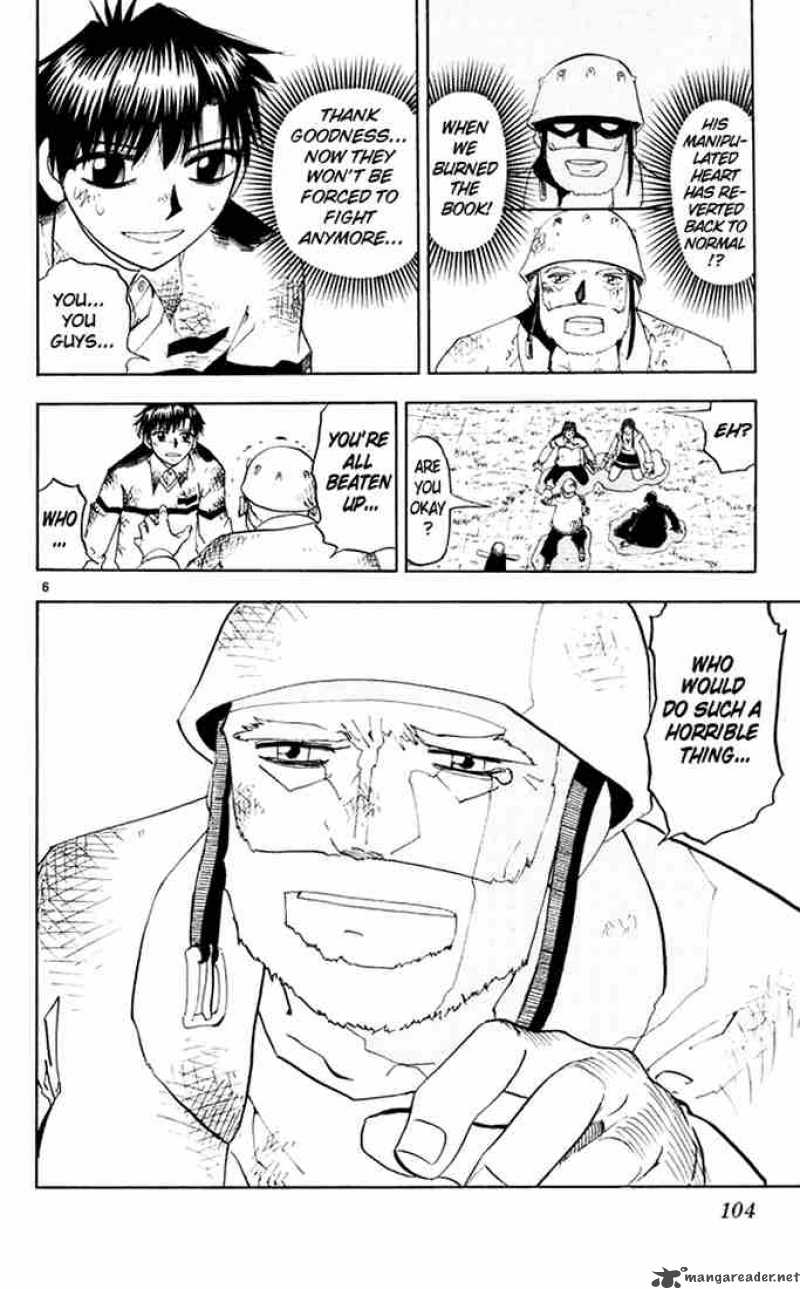 HIS
MANIPU-
LATED
HEART
HAS RE-
VERTED
BACK TO
NORMAL
!?
WHEN
WE
BURNED
THE
BOOK!
THANK
GOODNESS...
NOW THEY
WON'T BE
FORCED TO
FIGHT
ANYMORE...
YOU...
YOU
GUYS...
EH?
ARE
YOU
OKAY
?
YOU'RE
ALL
BEATEN
UP...
WHO
...
6
WHO
WOULD
DO SUCH A
HORRIBLE
THING...
104
mangareader.net